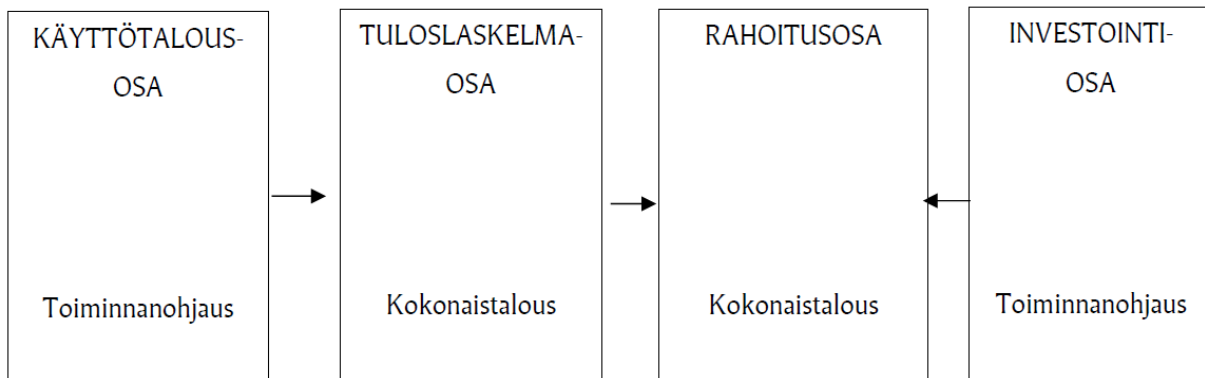 KÄYTTÖTALOUS-
OSA
Toiminnanohjaus
TULOSLASKELMA-
OSA
Kokonaistalous
RAHOITUSOSA
Kokonaistalous
INVESTOINTI-
OSA
Toiminnanohjaus